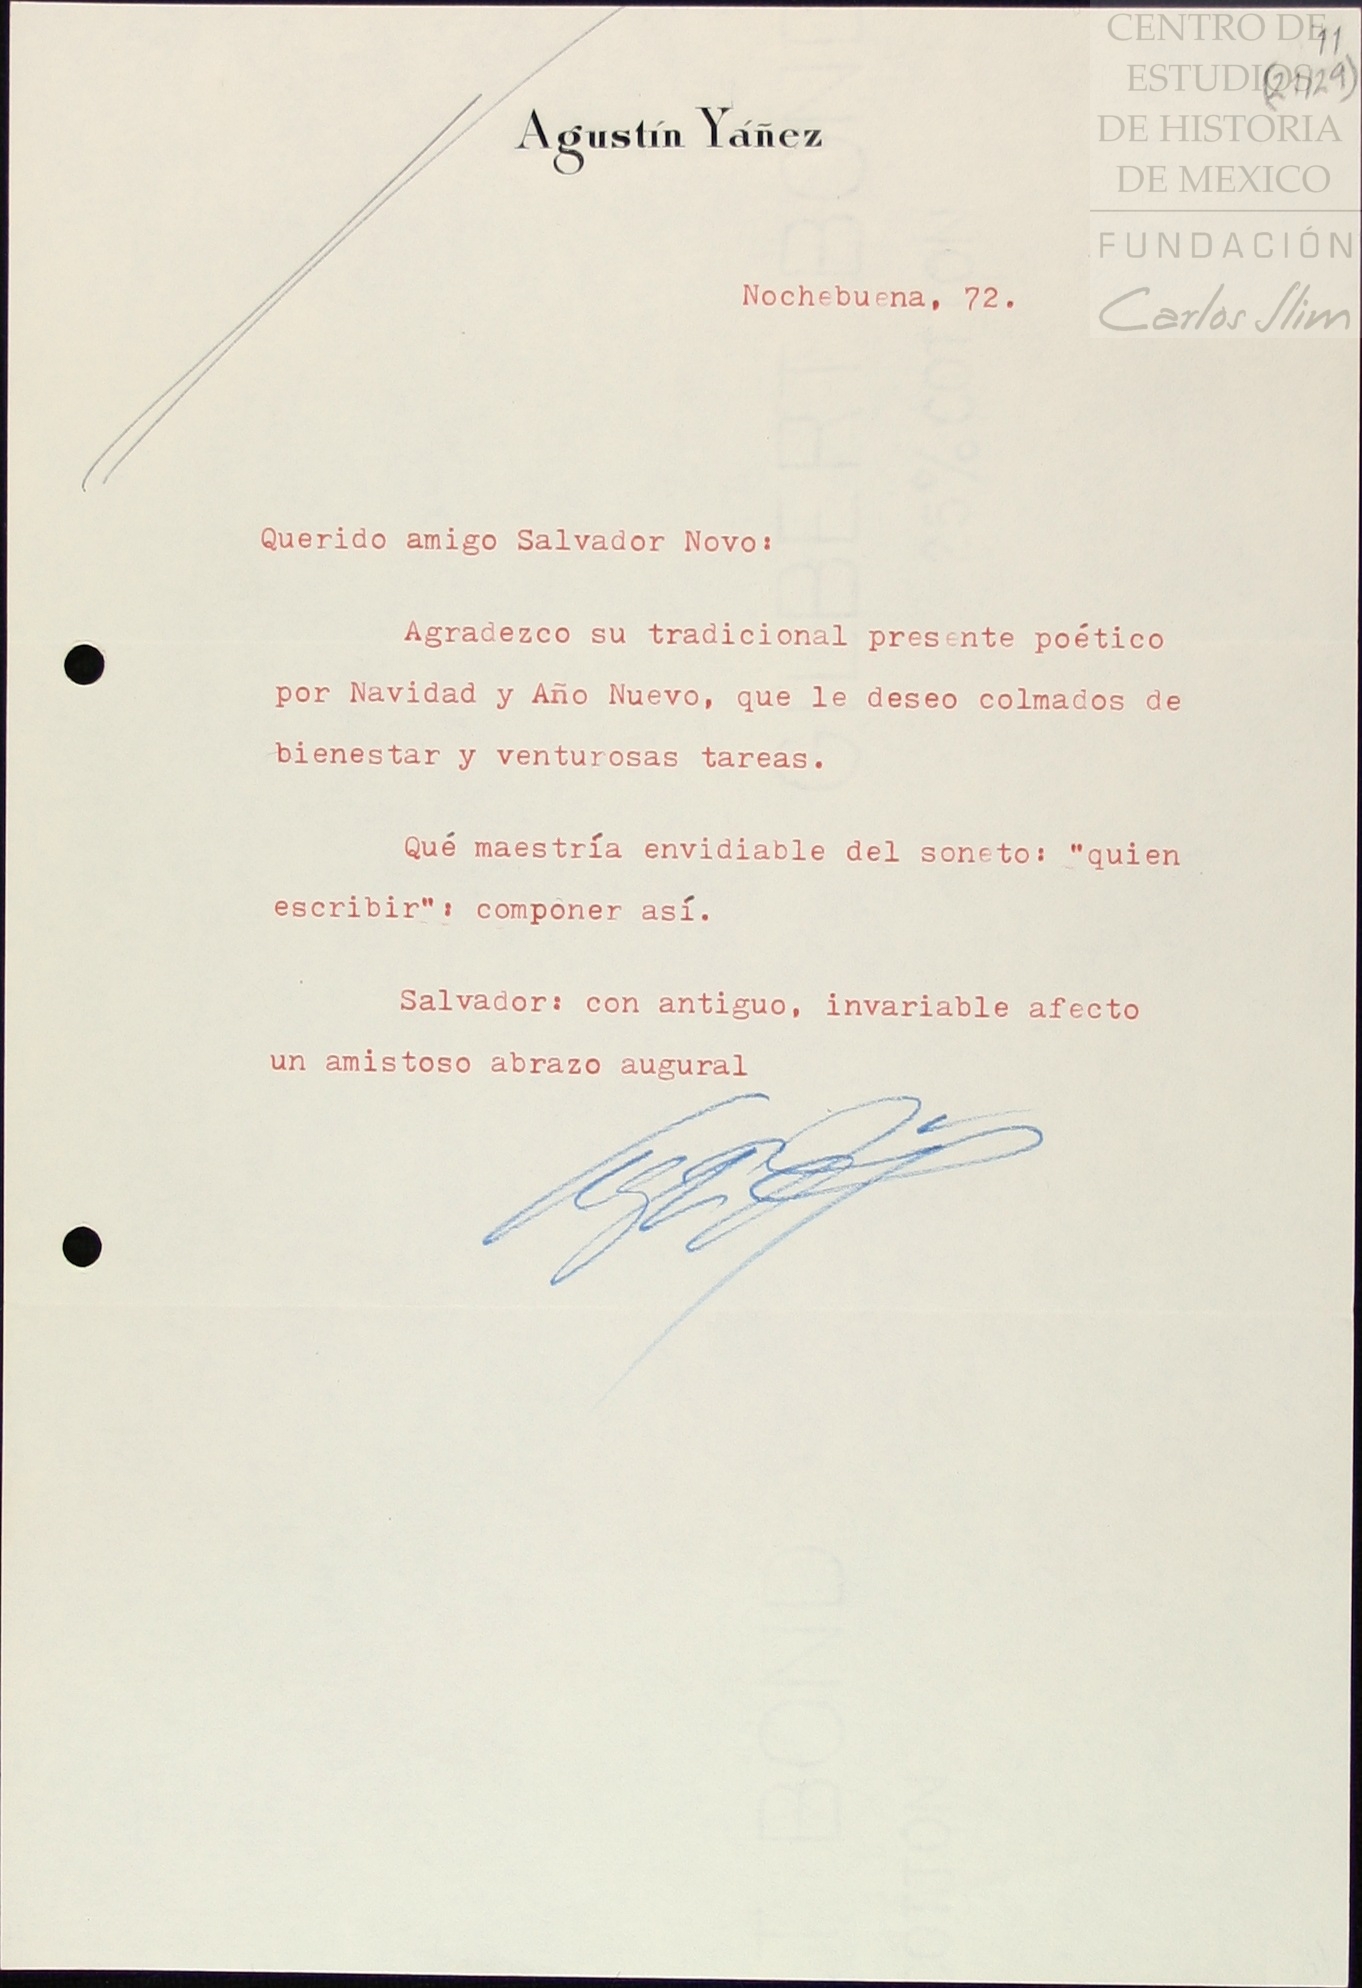 CENTRO DE
ESTUDIOS
DE HISTORIA
DE MEXICO
FUNDACIÓN
Carlos Slim
11
Agustín Yáñez
Nochebuena, 72.
Querido amigo Salvador Novo:
Agradezco su tradicional presente poético
por Navidad y Año Nuevo, que le deseo colmados de
bienestar y venturosas tareas.
Qué maestría envidiable del soneto: "quien
escribir": componer así.
Salvador: con antiguo, invariable afecto
un amistoso abrazo augural